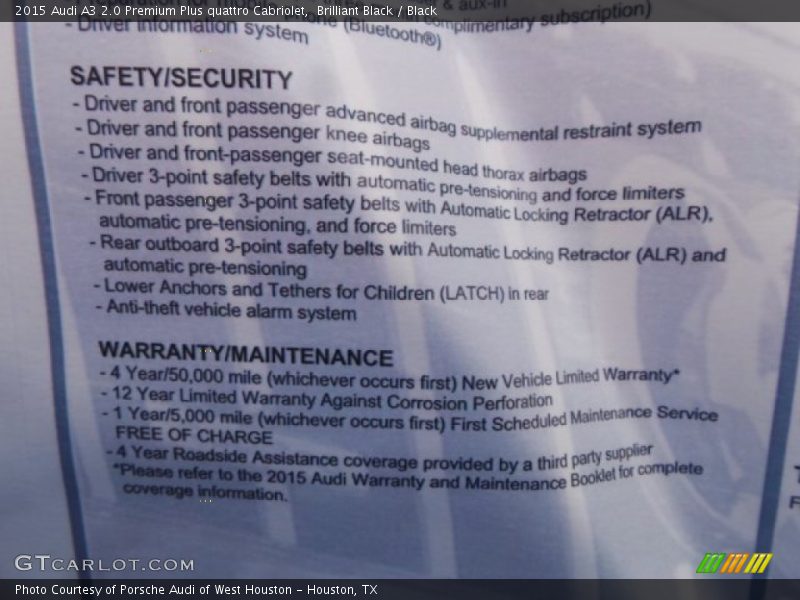 2015 Audi A3 2.0 Premium Plus quattro Cabriolet, Brilliant Black / Black
& aux-in
phone (Bluetooth®) complimentary subscription)
- Driver information system
SAFETY/SECURITY
- Driver and front passenger advanced airbag supplemental restraint system
- Driver and front passenger knee airbags
- Driver and front-passenger seat-mounted head thorax airbags
- Driver 3-point safety belts with automatic pre-tensioning and force limiters
- Front passenger 3-point safety belts with Automatic Locking Retractor (ALR),
automatic pre-tensioning, and force limiters
- Rear outboard 3-point safety belts with Automatic Locking Retractor (ALR) and
automatic pre-tensioning
- Lower Anchors and Tethers for Children (LATCH) in rear
- Anti-theft vehicle alarm system
WARRANTY/MAINTENANCE
- 4 Year/50,000 mile (whichever occurs first) New Vehicle Limited Warranty*
- 12 Year Limited Warranty Against Corrosion Perforation
- 1 Year/5,000 mile (whichever occurs first) First Scheduled Maintenance Service
FREE OF CHARGE
- 4 Year Roadside Assistance coverage provided by a third party supplier
*Please refer to the 2015 Audi Warranty and Maintenance Booklet for complete
coverage information.
GTCARLOT.COM
Photo Courtesy of Porsche Audi of West Houston - Houston, TX